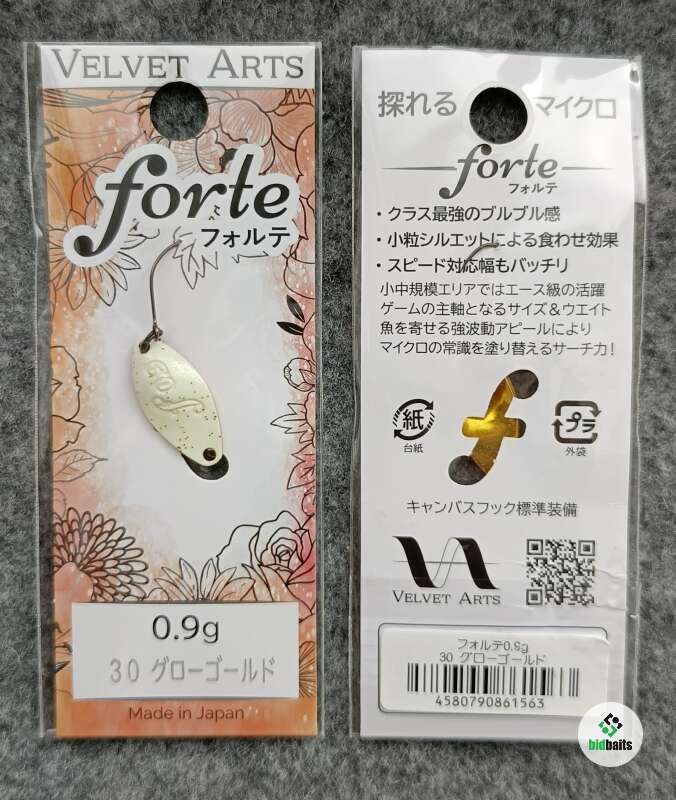 VELVET ARTS
forte
フォルテ
0.9g
30 グローゴールド
Made in Japan
探れる マイクロ
forte
フォルテ
・クラス最強のブルブル感
・小粒シルエットによる食わせ効果
・スピード対応幅もバッチリ
小中規模エリアではエース級の活躍
ゲームの主軸となるサイズ&ウエイト
魚を寄せる強波動アピールにより
マイクロの常識を塗り替えるサーチ力!
紙
台紙
プラ
外袋
キャンバスフック標準装備
VELVET ARTS
フォルテ0.9g
30 グローゴールド
4580790861563
bidbaits